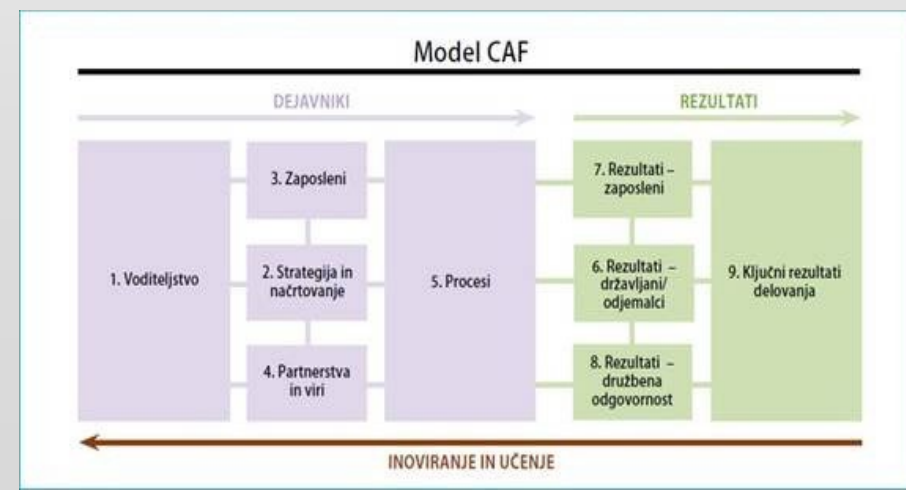 Model CAF
DEJAVNIKI
REZULTATI
1. Voditeljstvo
3. Zaposleni
2. Strategija in
načrtovanje
4. Partnerstva
in viri
5. Procesi
7. Rezultati –
zaposleni
6. Rezultati –
državljani/
odjemalci
8. Rezultati –
družbena
odgovornost
9. Ključni rezultati
delovanja
INOVIRANJE IN UČENJE